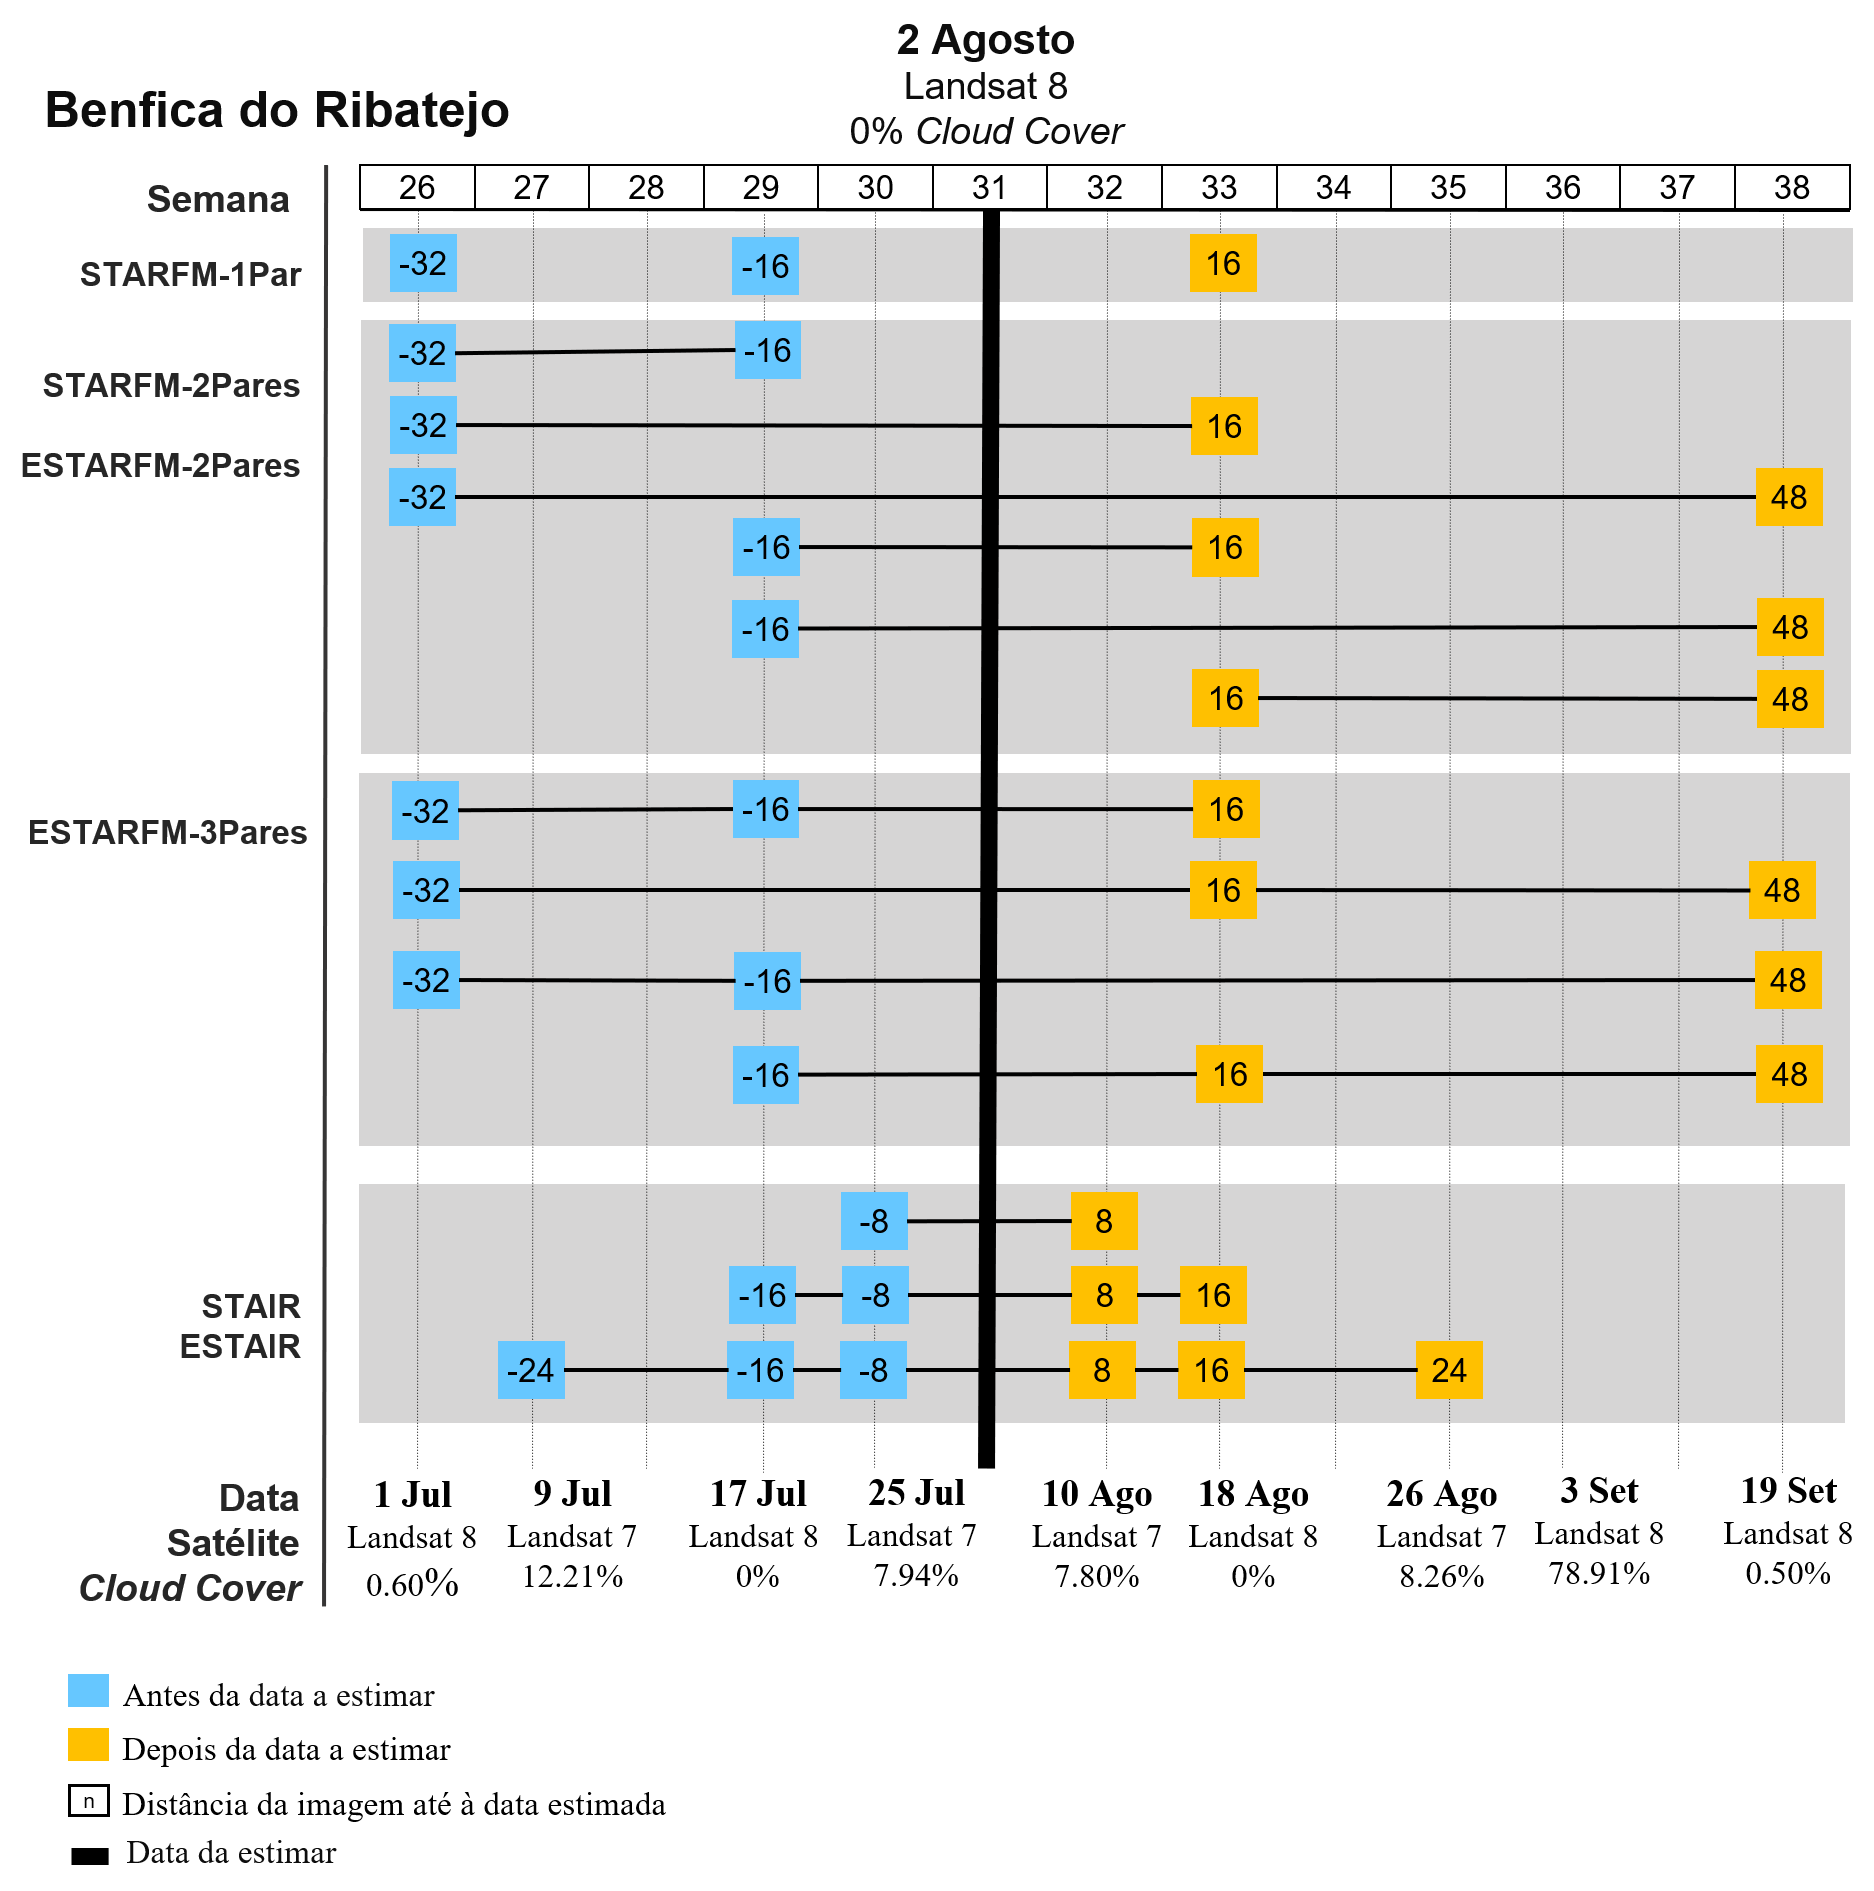 2 Agosto
Landsat 8
0% Cloud Cover
Benfica do Ribatejo
Semana 26 27 28 29 30 31 32 33 34 35 36 37 38
STARFM-1Par -32 -16 16
-32 -16
STARFM-2Pares
-32 16
ESTARFM-2Pares
-32 48
-16 16
-16 48
16 48
-32 -16 16
ESTARFM-3Pares
-32 16 48
-32 -16 48
-16 16 48
-8 8
-16 -8 8 16
STAIR
ESTAIR
-24 -16 -8 8 16 24
Data 1 Jul 9 Jul 17 Jul 25 Jul 10 Ago 18 Ago 26 Ago 3 Set 19 Set
Satélite Landsat 8 Landsat 7 Landsat 8 Landsat 7 Landsat 7 Landsat 8 Landsat 7 Landsat 8 Landsat 8
Cloud Cover 0.60% 12.21% 0% 7.94% 7.80% 0% 8.26% 78.91% 0.50%
Antes da data a estimar
Depois da data a estimar
n Distância da imagem até à data estimada
Data da estimar